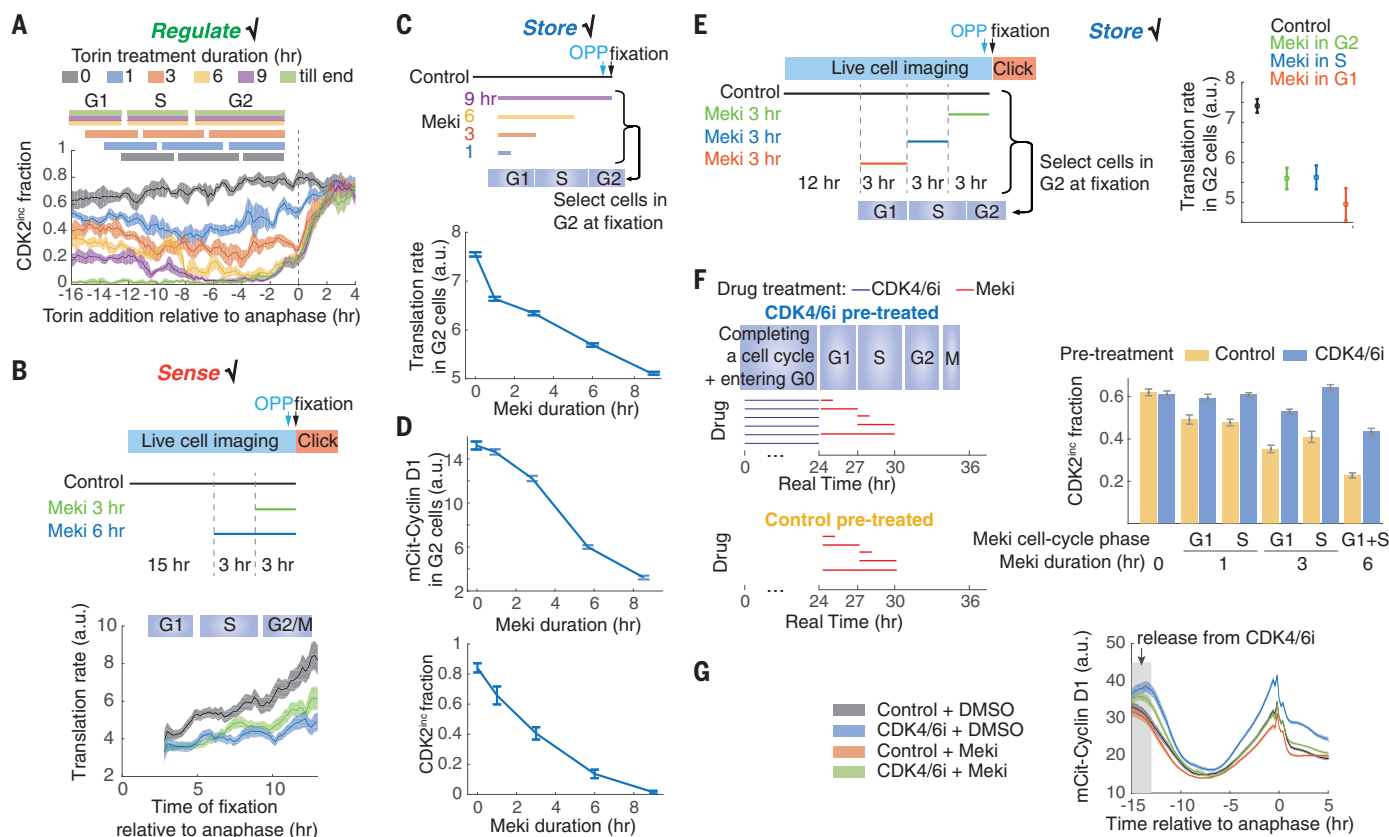 A
Regulate √
Torin treatment duration (hr)
0 1 3 6 9 till end
G1 S G2
CDK2inc fraction
1
0.8
0.6
0.4
0.2
0
-16 -14 -12 -10 -8 -6 -4 -2 0 2 4
Torin addition relative to anaphase (hr)
B
Sense √
OPP fixation
Live cell imaging Click
Control
Meki 3 hr
Meki 6 hr
15 hr 3 hr 3 hr
Translation rate (a.u.)
G1 S G2/M
10
8
6
4
2
0 5 10
Time of fixation
relative to anaphase (hr)
C
Store √
OPP fixation
Control
9 hr
Meki 6
3
1
G1 S G2
Select cells in
G2 at fixation
Translation rate
in G2 cells (a.u.)
8
7
6
5
0 2 4 6 8
Meki duration (hr)
D
mCit-Cyclin D1
in G2 cells (a.u.)
14
10
6
2
0 2 4 6 8
Meki duration (hr)
CDK2inc fraction
1
0.8
0.6
0.4
0.2
0
0 2 4 6 8
Meki duration (hr)
E
Store √
OPP fixation
Live cell imaging Click
Control
Meki 3 hr
Meki 3 hr
Meki 3 hr
12 hr 3 hr 3 hr 3 hr
G1 S G2
Select cells in
G2 at fixation
Control
Meki in G2
Meki in S
Meki in G1
Translation rate
in G2 cells (a.u.)
8
7
6
5
F
Drug treatment: CDK4/6i Meki
CDK4/6i pre-treated
Completing
a cell cycle
+ entering G0
G1 S G2 M
Drug
0 ... 24 27 30 36
Real Time (hr)
Control pre-treated
Drug
0 ... 24 27 30 36
Real Time (hr)
Pre-treatment Control CDK4/6i
CDK2inc fraction
0.6
0.4
0.2
Meki cell-cycle phase G1 S G1 S G1+S
Meki duration (hr) 0 1 3 6
G
Control + DMSO
CDK4/6i + DMSO
Control + Meki
CDK4/6i + Meki
release from CDK4/6i
mCit-Cyclin D1 (a.u.)
50
40
30
20
10
-15 -10 -5 0 5
Time relative to anaphase (hr)